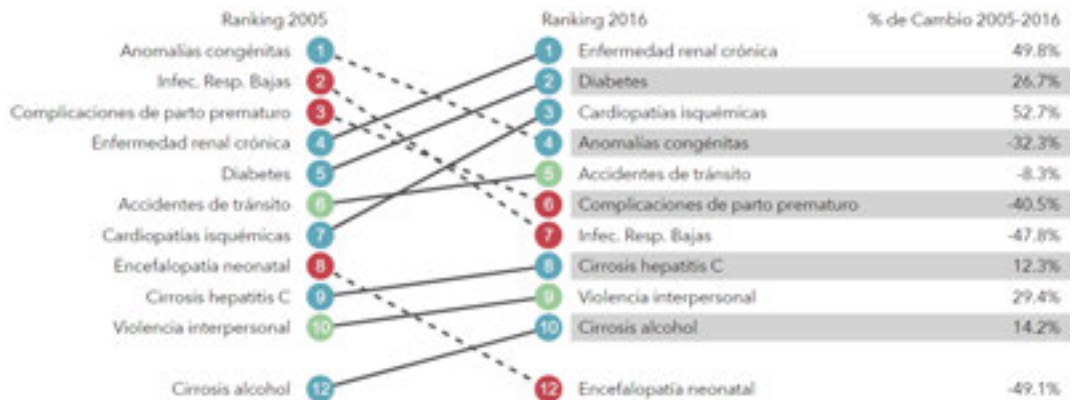 Ranking 2005 Ranking 2016 % de Cambio 2005-2016
Anomalías congénitas 1 1 Enfermedad renal crónica 49.8%
Infec. Resp. Bajas 2 2 Diabetes 26.7%
Complicaciones de parto prematuro 3 3 Cardiopatías isquémicas 52.7%
Enfermedad renal crónica 4 4 Anomalías congénitas -32.3%
Diabetes 5 5 Accidentes de tránsito -8.3%
Accidentes de tránsito 6 6 Complicaciones de parto prematuro -40.5%
Cardiopatías isquémicas 7 7 Infec. Resp. Bajas -47.8%
Encefalopatía neonatal 8 8 Cirrosis hepatitis C 12.3%
Cirrosis hepatitis C 9 9 Violencia interpersonal 29.4%
Violencia interpersonal 10 10 Cirrosis alcohol 14.2%
Cirrosis alcohol 12 12 Encefalopatía neonatal -49.1%